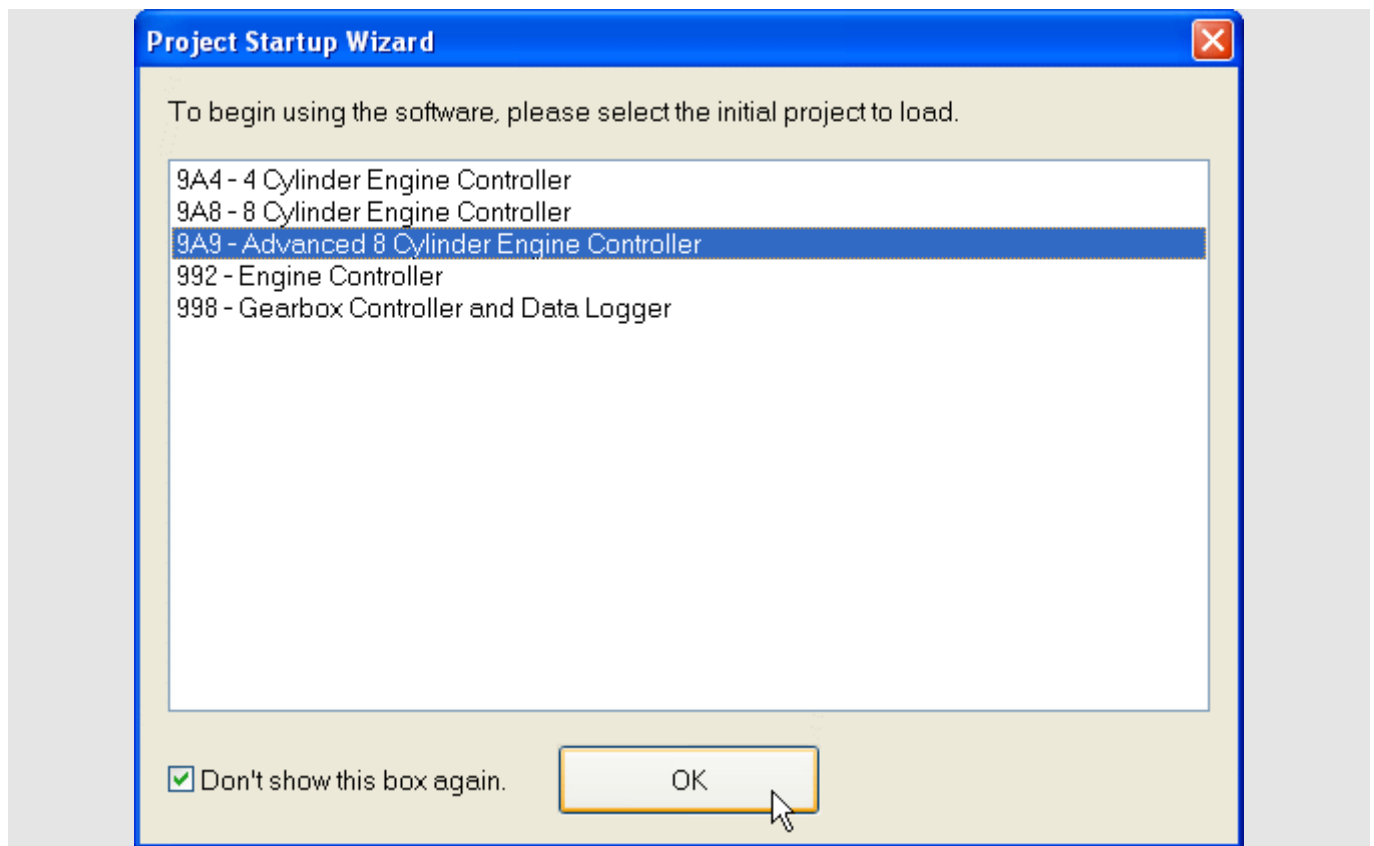 Project Startup Wizard
To begin using the software, please select the initial project to load.
9A4 - 4 Cylinder Engine Controller
9A8 - 8 Cylinder Engine Controller
9A9 - Advanced 8 Cylinder Engine Controller
992 - Engine Controller
998 - Gearbox Controller and Data Logger
Don't show this box again.
OK